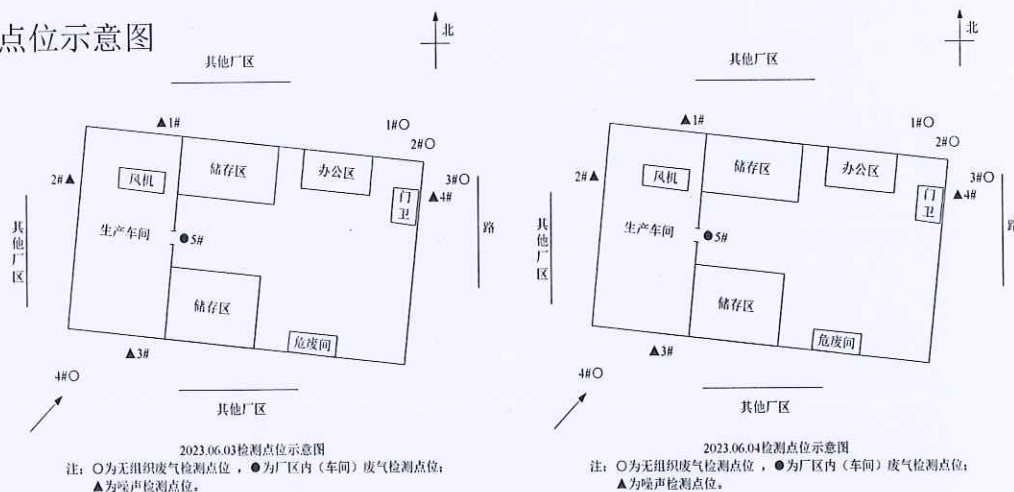 点位示意图
北
其他厂区
▲1#
1#○
2#○
储存区
办公区
风机
2#▲
3#○
▲4#
门卫
其他厂区
生产车间
●5#
路
储存区
危废间
▲3#
4#○
其他厂区
2023.06.03检测点位示意图
注：○为无组织废气检测点位，●为厂区内（车间）废气检测点位；
▲为噪声检测点位。
北
其他厂区
▲1#
1#○
2#○
储存区
办公区
风机
2#▲
3#○
▲4#
门卫
其他厂区
生产车间
●5#
路
储存区
危废间
▲3#
4#○
其他厂区
2023.06.04检测点位示意图
注：○为无组织废气检测点位，●为厂区内（车间）废气检测点位；
▲为噪声检测点位。